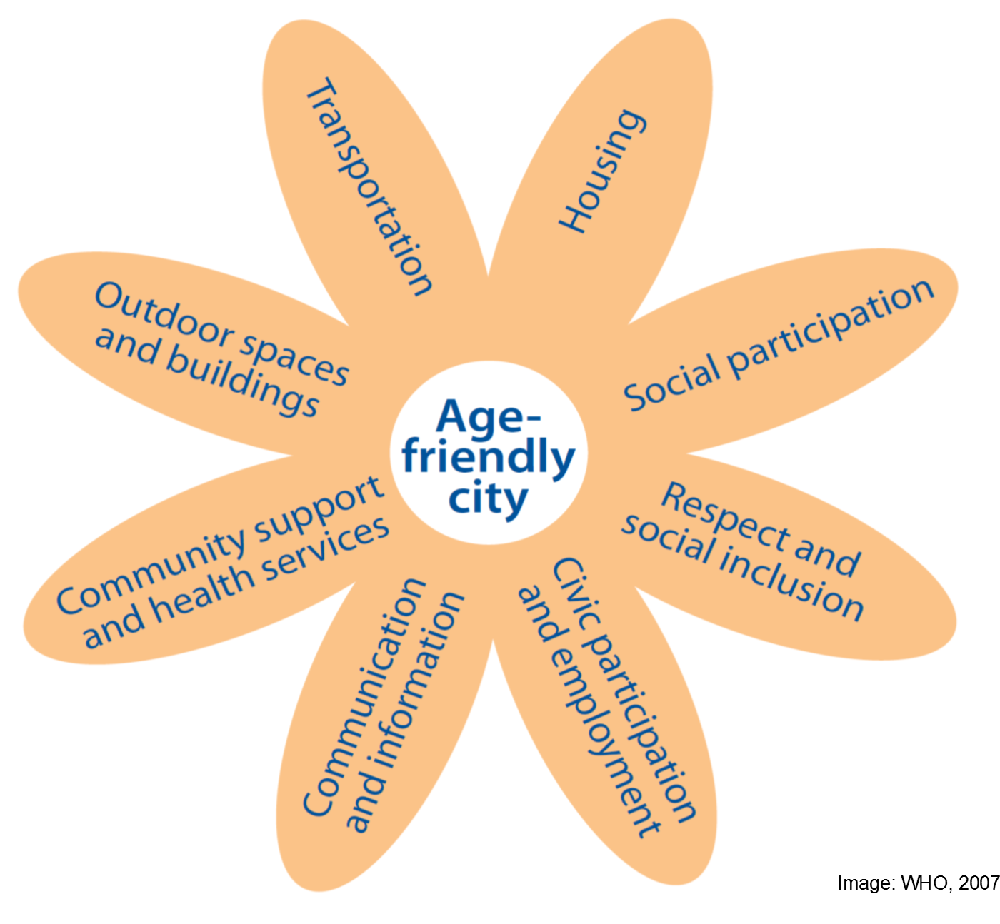 Transportation
Housing
Outdoor spaces
and buildings
Social participation
Age-
friendly
city
Community support
and health services
Respect and
social inclusion
Communication
and information
Civic participation
and employment
Image: WHO, 2007